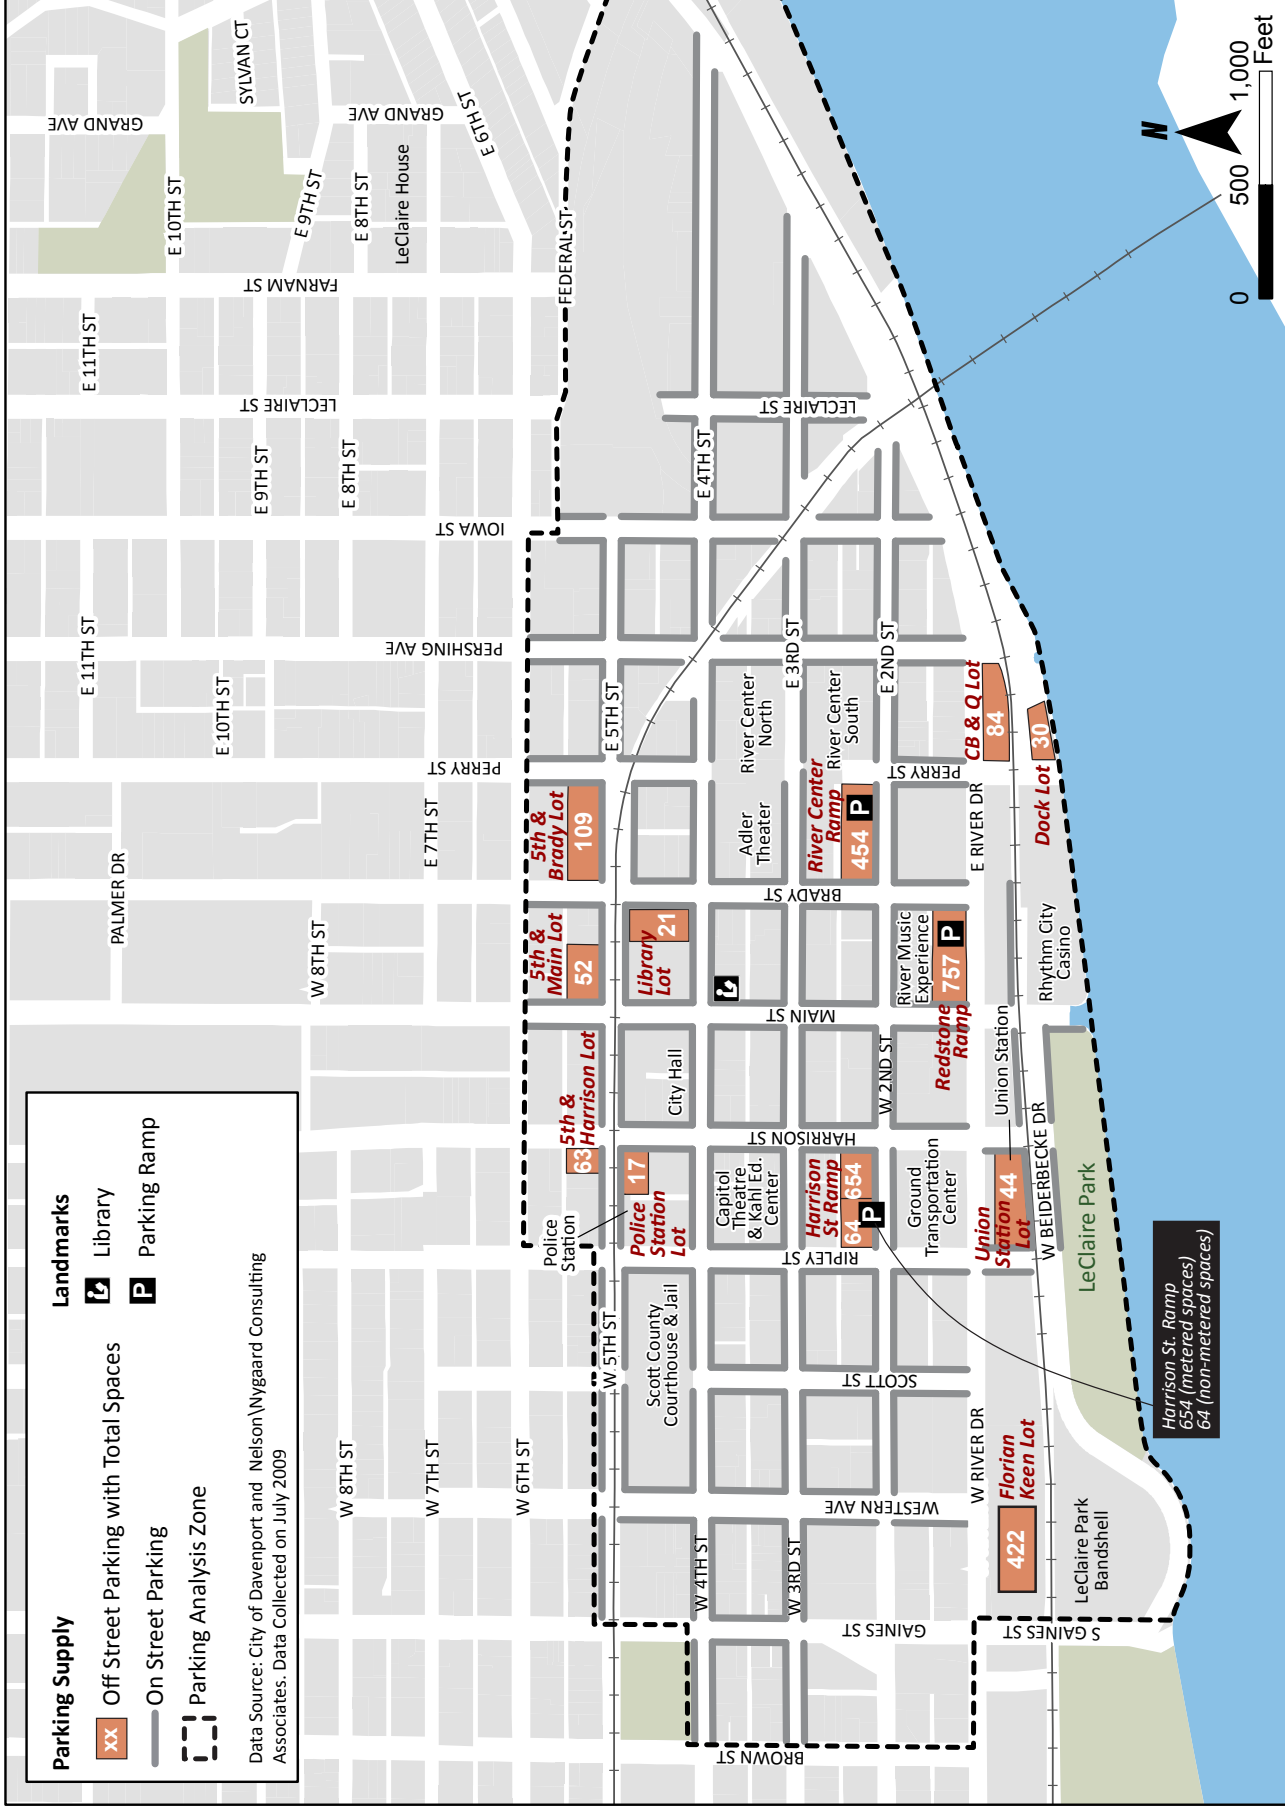 Parking Supply
xx Off Street Parking with Total Spaces
On Street Parking
Parking Analysis Zone
Landmarks
Library
P Parking Ramp
Data Source: City of Davenport and Nelson\Nygaard Consulting
Associates. Data Collected on July 2009
GRAND AVE
SYLVAN CT
GRAND AVE
E 6TH ST
E 10TH ST
E 9TH ST
E 8TH ST
LeClaire House
FARNAM ST
FEDERAL ST
E 11TH ST
LECLAIRE ST
E 9TH ST
E 8TH ST
IOWA ST
E 4TH ST
LECLAIRE ST
E 11TH ST
E 10TH ST
PERSHING AVE
PERRY ST
E 5TH ST
E 3RD ST
E 2ND ST
PALMER DR
E 7TH ST
W 8TH ST
5th &
Brady Lot
109
5th &
Main Lot
52
Library
Lot
21
River Center
North
River Center
South
Adler
Theater
River Center
Ramp
454
P
PERRY ST
CB & Q Lot
84
Dock Lot
30
E RIVER DR
BRADY ST
River Music
Experience
757
P
Redstone
Ramp
Rhythm City
Casino
MAIN ST
W 2ND ST
Union Station
5th &
Harrison Lot
63
City Hall
HARRISON ST
17
Police
Station
Lot
Police
Station
Capitol
Theatre
& Kahl Ed.
Center
Harrison
St Ramp
64
654
P
Ground
Transportation
Center
Union
Station
Lot
44
W BEIDERBECKE DR
LeClaire Park
RIPLEY ST
W 5TH ST
Scott County
Courthouse & Jail
SCOTT ST
Harrison St. Ramp
654 (metered spaces)
64 (non-metered spaces)
W 8TH ST
W 7TH ST
W 6TH ST
WESTERN AVE
W RIVER DR
Florian
Keen Lot
422
LeClaire Park
Bandshell
W 4TH ST
W 3RD ST
GAINES ST
S GAINES ST
BROWN ST
N
0 500 1,000
Feet